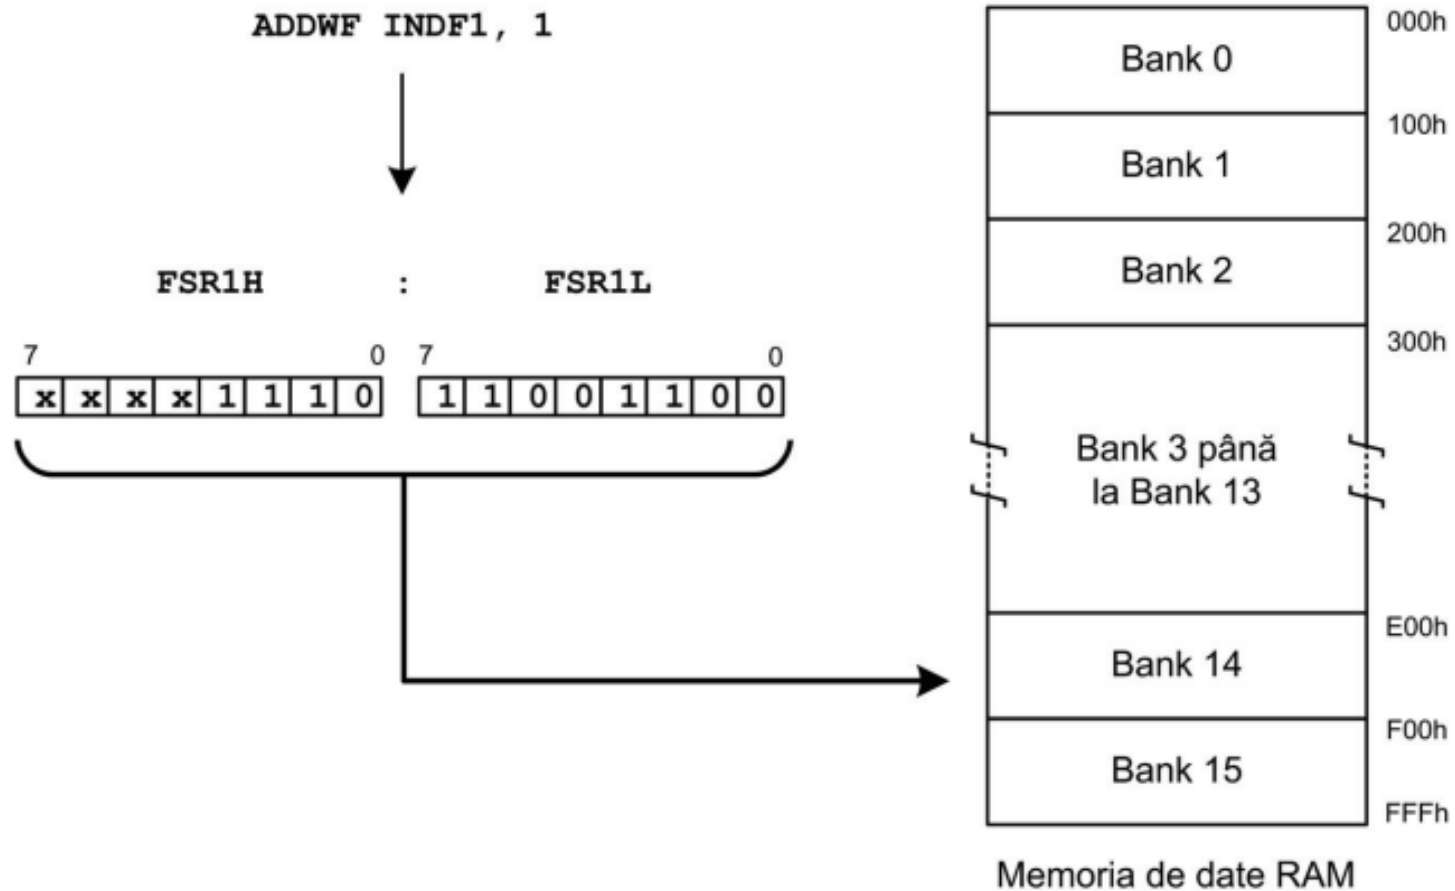 ADDWF INDF1, 1
FSR1H : FSR1L
7 0 7 0
x x x x 1 1 1 0 1 1 0 0 1 1 0 0
000h
Bank 0
100h
Bank 1
200h
Bank 2
300h
Bank 3 până
la Bank 13
E00h
Bank 14
F00h
Bank 15
FFFh
Memoria de date RAM